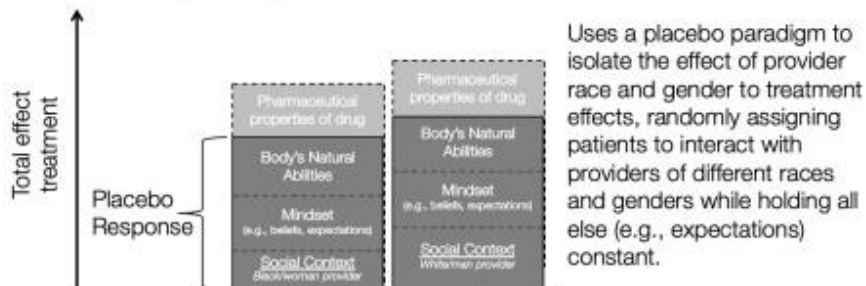 Total effect
treatment
Placebo
Response
Pharmaceutical
properties of drug
Body's Natural
Abilities
Mindset
(e.g., beliefs, expectations)
Social Context
Black/woman provider
Pharmaceutical
properties of drug
Body's Natural
Abilities
Mindset
(e.g., beliefs, expectations)
Social Context
White/man provider
Uses a placebo paradigm to
isolate the effect of provider
race and gender to treatment
effects, randomly assigning
patients to interact with
providers of different races
and genders while holding all
else (e.g., expectations)
constant.